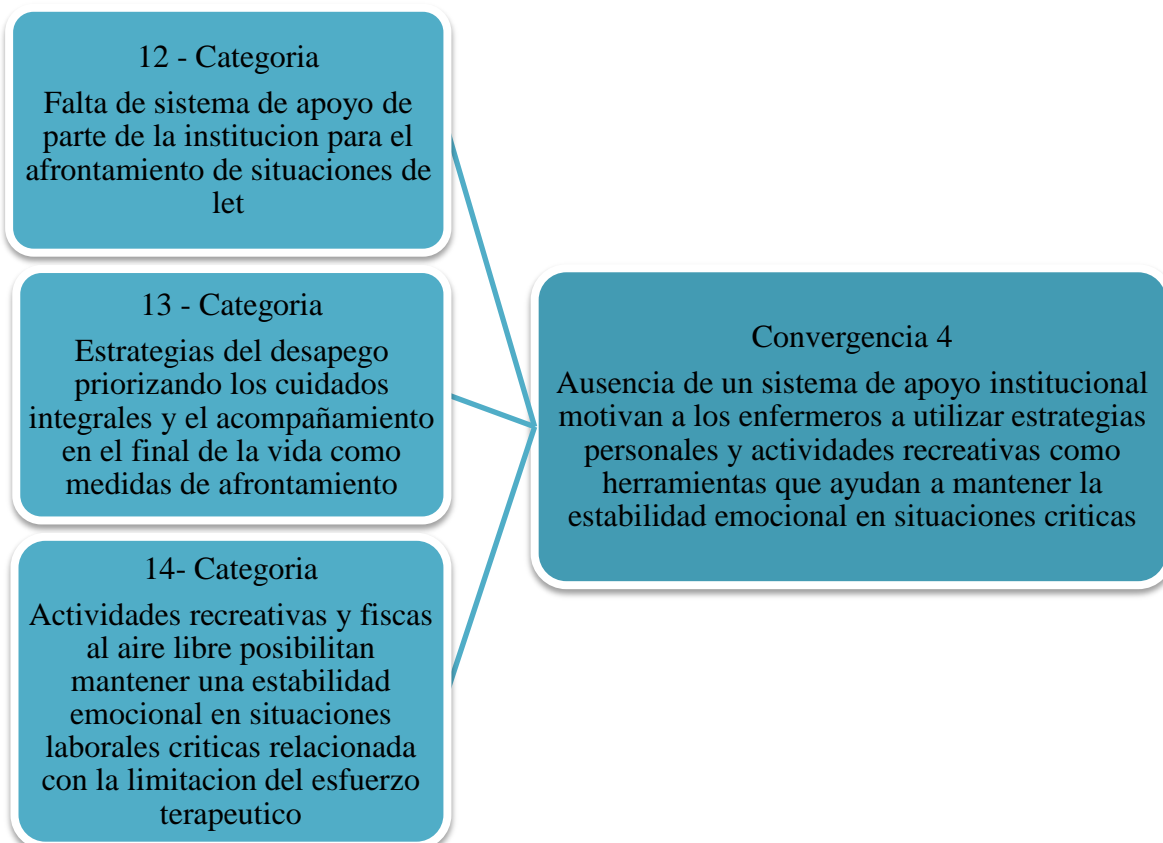 12 - Categoria
Falta de sistema de apoyo de
parte de la institucion para el
afrontamiento de situaciones de
let
13 - Categoria
Estrategias del desapego
priorizando los cuidados
integrales y el acompañamiento
en el final de la vida como
medidas de afrontamiento
14- Categoria
Actividades recreativas y fiscas
al aire libre posibilitan
mantener una estabilidad
emocional en situaciones
laborales criticas relacionada
con la limitacion del esfuerzo
terapeutico
Convergencia 4
Ausencia de un sistema de apoyo institucional
motivan a los enfermeros a utilizar estrategias
personales y actividades recreativas como
herramientas que ayudan a mantener la
estabilidad emocional en situaciones criticas